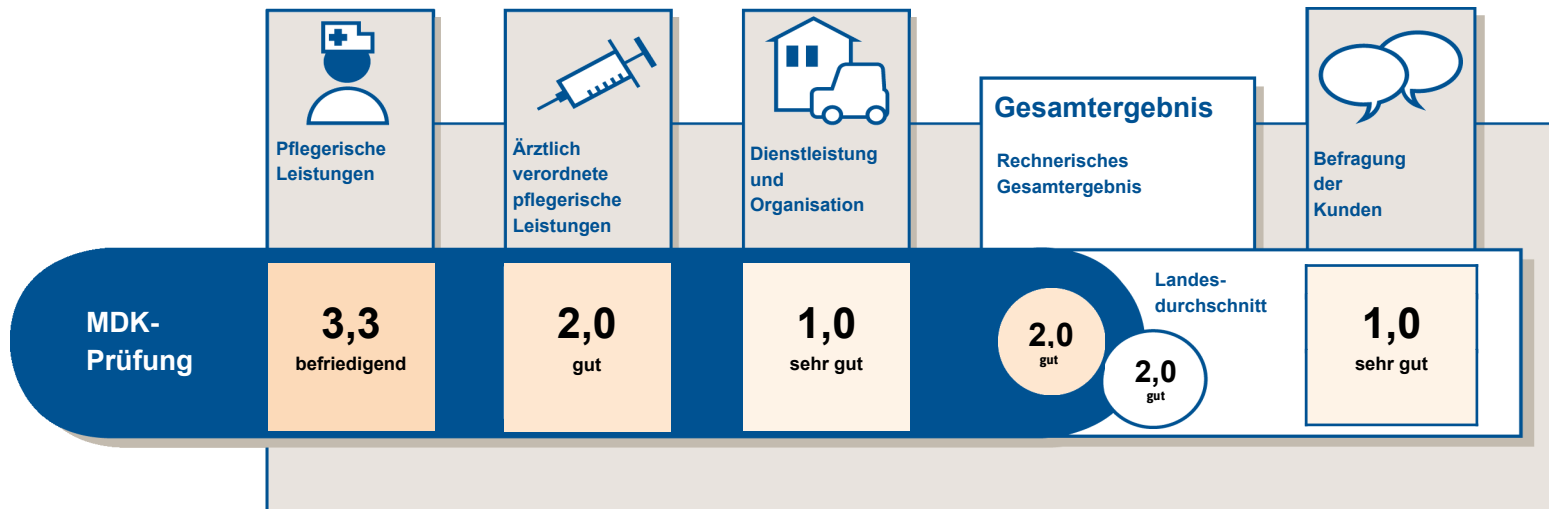 Pflegerische
Leistungen
Ärztlich
verordnete
pflegerische
Leistungen
Dienstleistung
und
Organisation
Gesamtergebnis
Rechnerisches
Gesamtergebnis
Befragung
der
Kunden
MDK-
Prüfung
3,3
befriedigend
2,0
gut
1,0
sehr gut
2,0
gut
Landes-
durchschnitt
2,0
gut
1,0
sehr gut